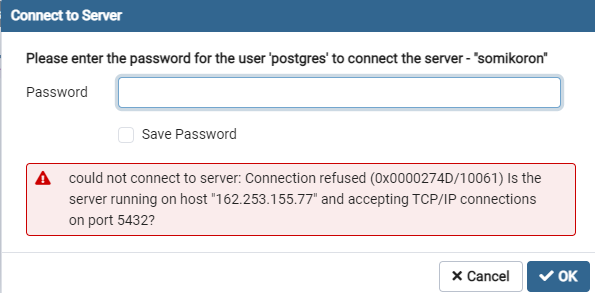 Connect to Server
Please enter the password for the user 'postgres' to connect the server - "somikoron"
Password
Save Password
could not connect to server: Connection refused (0x0000274D/10061) Is the
server running on host "162.253.155.77" and accepting TCP/IP connections
on port 5432?
Cancel
OK